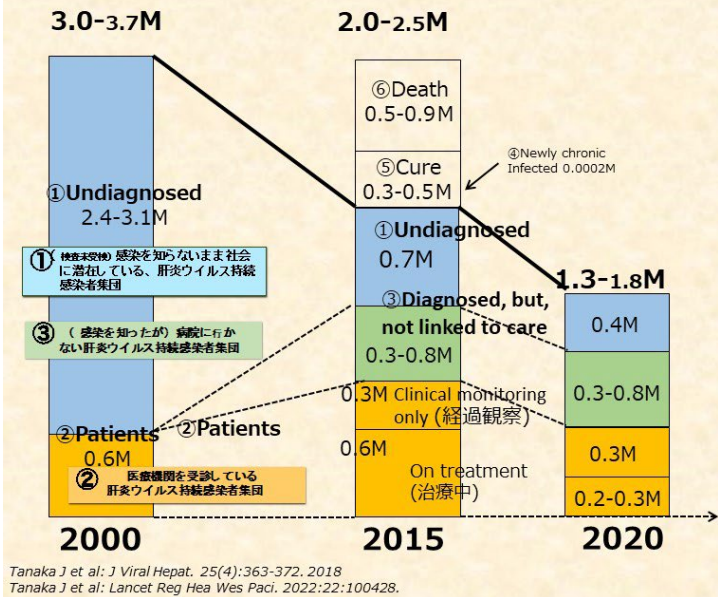 3.0-3.7M
2.0-2.5M
⑥Death
0.5-0.9M
⑤Cure
0.3-0.5M
④Newly chronic
Infected 0.0002M
①Undiagnosed
2.4-3.1M
①Undiagnosed
0.7M
1.3-1.8M
① (検査未受検) 感染を知らないまま社会
に潜在している、肝炎ウイルス持続
感染者集団
③Diagnosed, but,
not linked to care
0.3-0.8M
0.4M
③ ( 感染を知ったが) 病院に行か
ない肝炎ウイルス持続感染者集団
0.3-0.8M
0.3M Clinical monitoring
only (経過観察)
②Patients
0.6M
②Patients
0.6M
On treatment
(治療中)
0.3M
0.2-0.3M
② 医療機関を受診している
肝炎ウイルス持続感染者集団
2000
2015
2020
Tanaka J et al: J Viral Hepat. 25(4):363-372. 2018
Tanaka J et al: Lancet Reg Hea Wes Paci. 2022:22:100428.